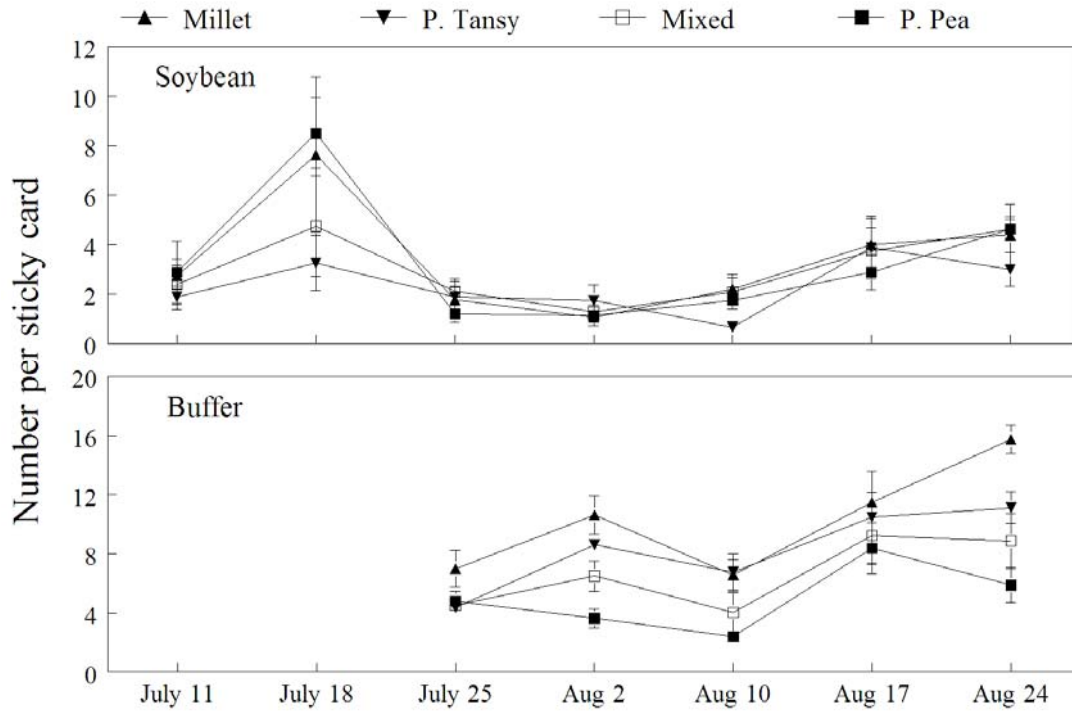 Millet P. Tansy Mixed P. Pea
12
Soybean
10
8
6
4
2
0
20
Buffer
16
12
8
4
0
Number per sticky card
July 11 July 18 July 25 Aug 2 Aug 10 Aug 17 Aug 24